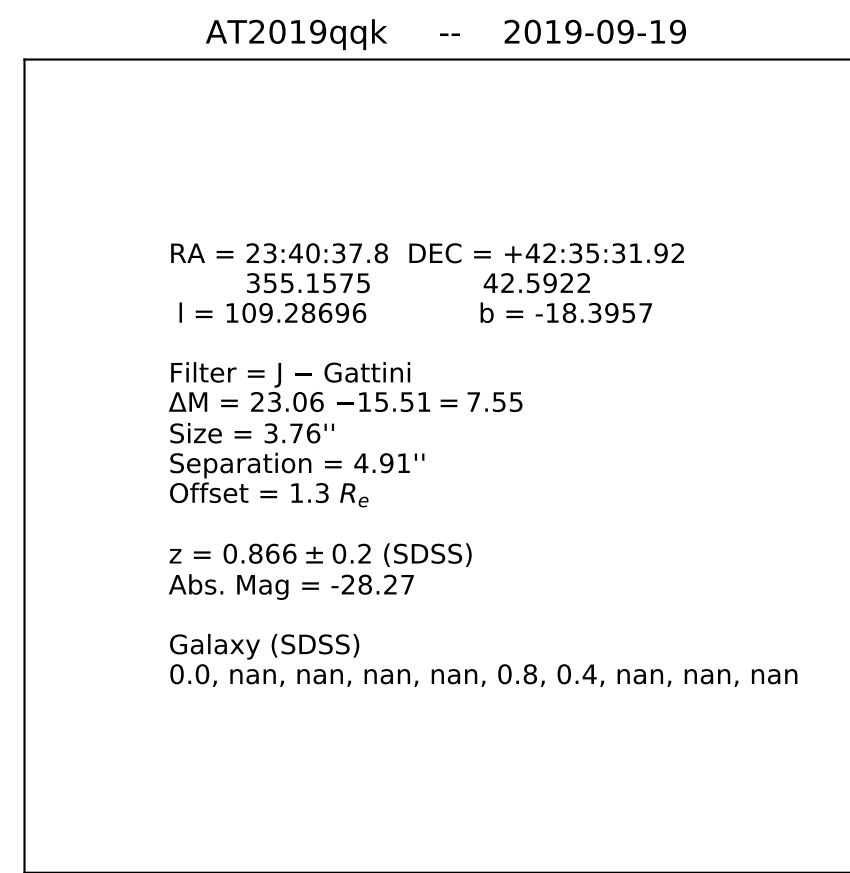 AT2019qqk -- 2019-09-19
RA = 23:40:37.8 DEC = +42:35:31.92
355.1575 42.5922
l = 109.28696 b = -18.3957
Filter = J − Gattini
ΔM = 23.06 −15.51 = 7.55
Size = 3.76''
Separation = 4.91''
Offset = 1.3 Re
z = 0.866 ± 0.2 (SDSS)
Abs. Mag = -28.27
Galaxy (SDSS)
0.0, nan, nan, nan, nan, 0.8, 0.4, nan, nan, nan